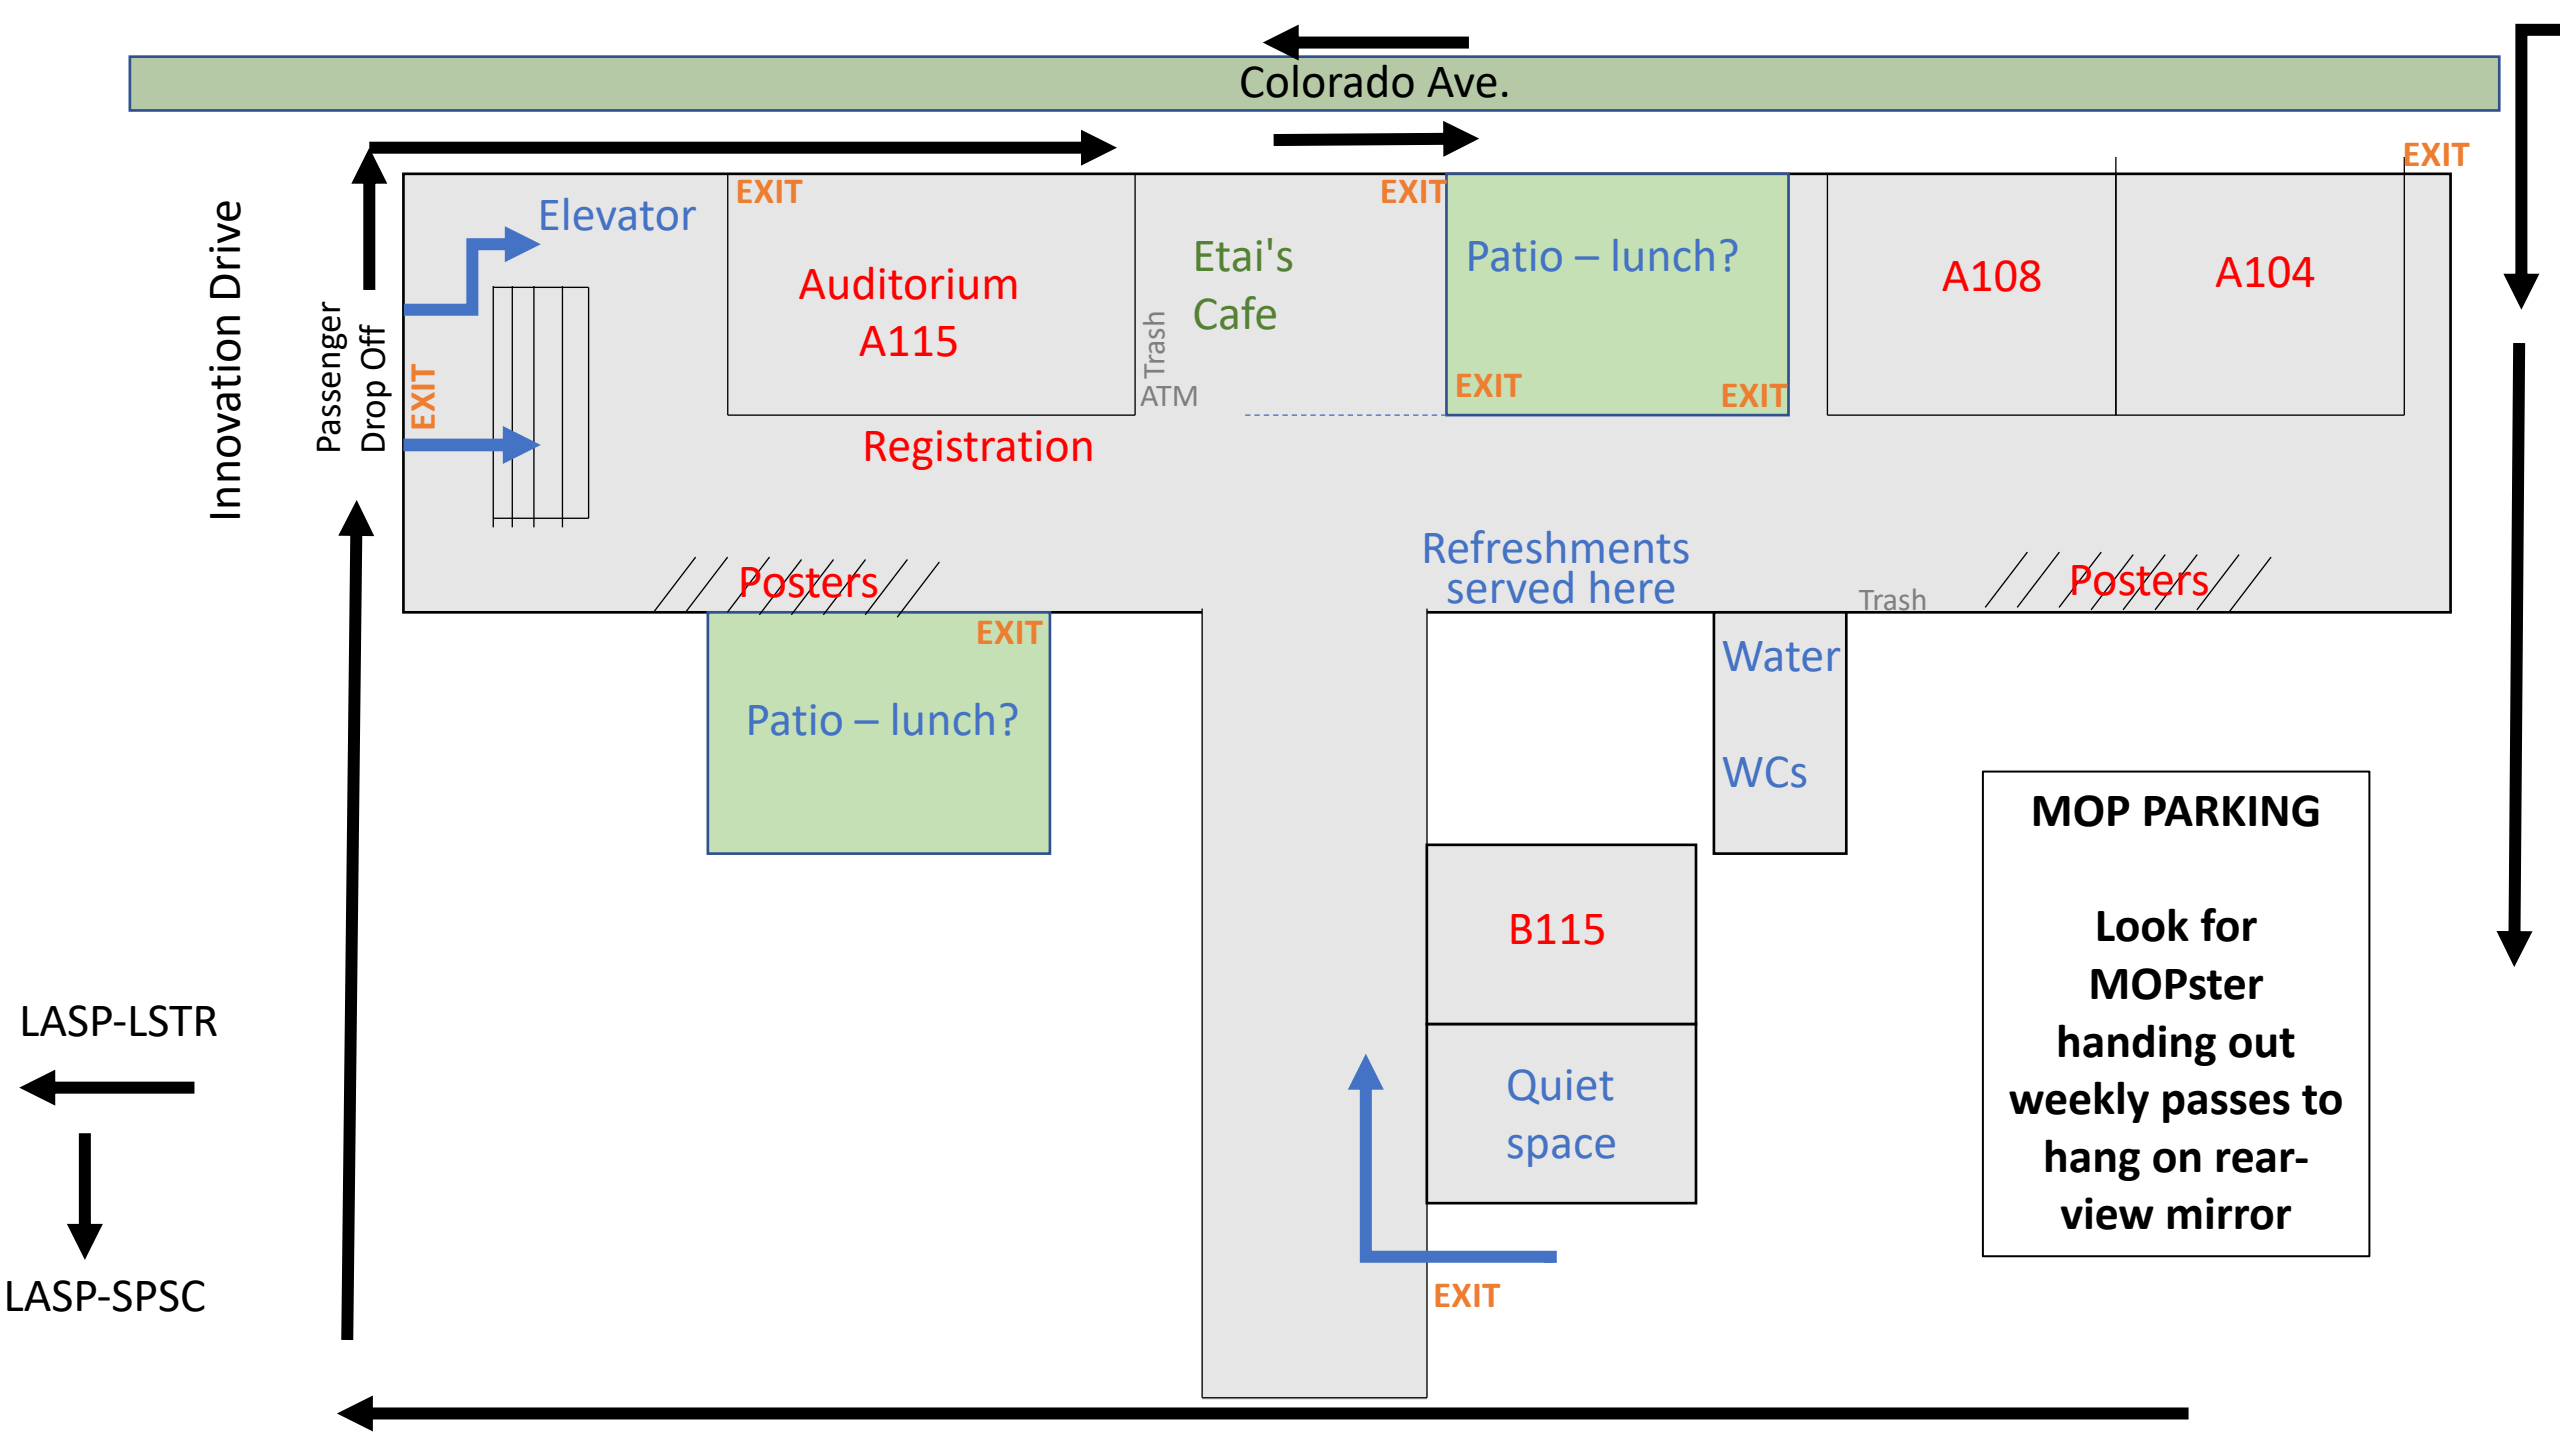 Colorado Ave.
EXIT
EXIT
EXIT
Elevator
Innovation Drive
Passenger
Drop Off
EXIT
Auditorium
A115
Trash
ATM
Etai's
Cafe
Patio – lunch?
EXIT
EXIT
A108
A104
Registration
Refreshments
served here
Posters
Trash
Posters
EXIT
Patio – lunch?
Water
WCs
B115
Quiet
space
EXIT
MOP PARKING
Look for
MOPster
handing out
weekly passes to
hang on rear-
view mirror
LASP-LSTR
LASP-SPSC